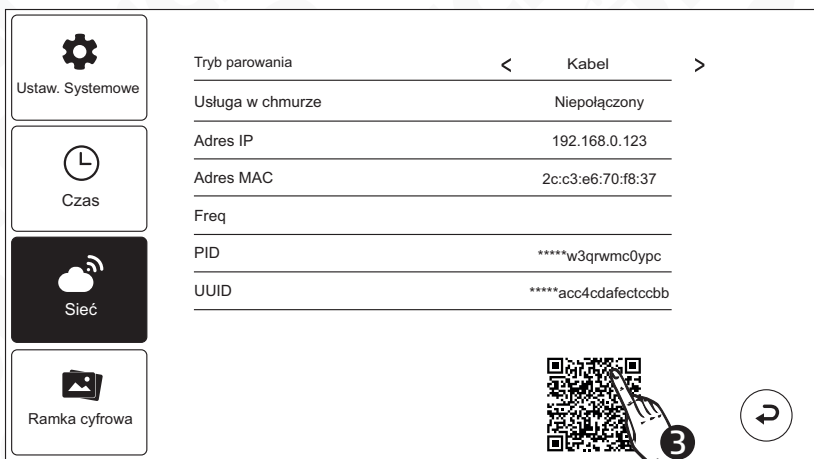 Ustaw. Systemowe
Czas
Sieć
Ramka cyfrowa
Tryb parowania < Kabel >
Usługa w chmurze Niepołączony
Adres IP 192.168.0.123
Adres MAC 2c:c3:e6:70:f8:37
Freq
PID *****w3qrwmc0ypc
UUID *****acc4cdafectccbb
3